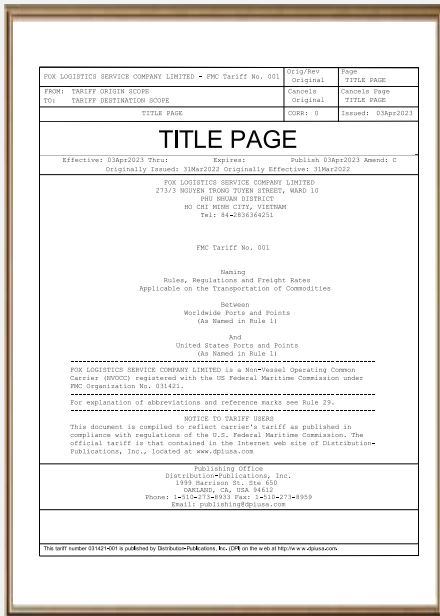 FOX LOGISTICS SERVICE COMPANY LIMITED - FMC Tariff No. 001
Orig/Rev
Original
Page
TITLE PAGE
FROM: TARIFF ORIGIN SCOPE
TO: TARIFF DESTINATION SCOPE
Cancels
Original
Cancels Page
TITLE PAGE
TITLE PAGE
CORR: 0
Issued: 03Apr2023
TITLE PAGE
Effective: 03Apr2023 Thru: Expires: Publish 03Apr2023 Amend: C
Originally Issued: 31Mar2022 Originally Effective: 31Mar2022
FOX LOGISTICS SERVICE COMPANY LIMITED
273/3 NGUYEN TRONG TUYEN STREET, WARD 10
PHU NHUAN DISTRICT
HO CHI MINH CITY, VIETNAM
Tel: 84-2836364251
FMC Tariff No. 001
Naming
Rules, Regulations and Freight Rates
Applicable on the Transportation of Commodities
Between
Worldwide Ports and Points
(As Named in Rule 1)
And
United States Ports and Points
(As Named in Rule 1)
FOX LOGISTICS SERVICE COMPANY LIMITED is a Non-Vessel Operating Common
Carrier (NVOCC) registered with the US Federal Maritime Commission under
FMC Organization No. 031421.
For explanation of abbreviations and reference marks see Rule 29.
NOTICE TO TARIFF USERS
This document is compiled to reflect carrier's tariff as published in
compliance with regulations of the U.S. Federal Maritime Commission. The
official tariff is that contained in the Internet web site of Distribution-
Publications, Inc., located at www.dpiusa.com
Publishing Office
Distribution-Publications, Inc.
1999 Harrison St. Ste 650
OAKLAND, CA, USA 94612
Phone: 1-510-273-8933 Fax: 1-510-273-8959
Email: publishing@dpiusa.com
This tariff number 031421-001 is published by Distribution-Publications, Inc. (DPI) on the web at http://www.dpiusa.com.